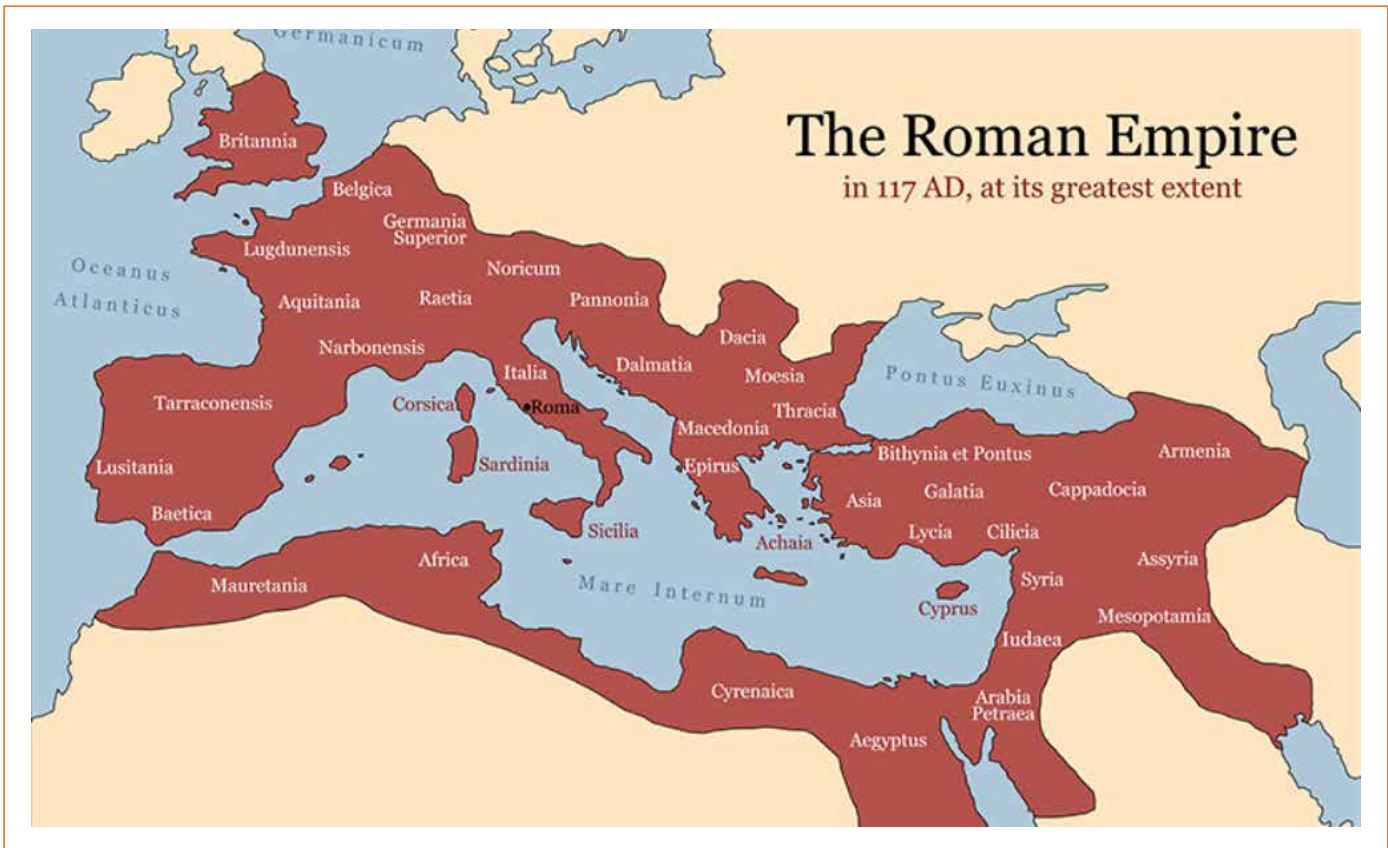 Germanicum
The Roman Empire
in 117 AD, at its greatest extent
Britannia
Belgica
Germania
Superior
Lugdunensis
Noricum
Oceanus
Atlanticus
Aquitania
Raetia
Pannonia
Dacia
Narbonensis
Italia
Dalmatia
Moesia
Pontus Euxinus
Tarraconensis
Corsica
Roma
Thracia
Macedonia
Bithynia et Pontus
Armenia
Lusitania
Sardinia
Epirus
Asia
Galatia
Cappadocia
Baetica
Sicilia
Achaia
Lycia
Cilicia
Mauretania
Africa
Mare Internum
Cyprus
Syria
Assyria
Mesopotamia
Iudaea
Cyrenaica
Arabia
Petraea
Aegyptus